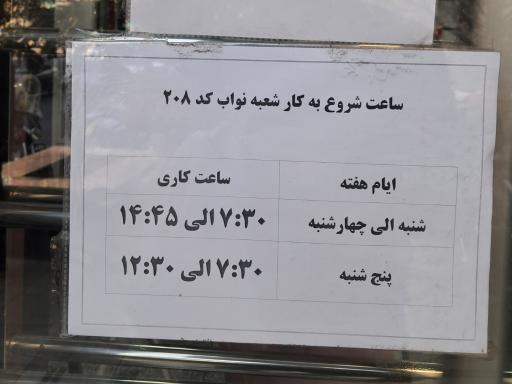 ساعت شروع به کار شعبه نواب کد ۲۰۸
ایام هفته ساعت کاری
شنبه الی چهارشنبه ۷:۳۰ الی ۱۴:۴۵
پنج شنبه ۷:۳۰ الی ۱۲:۳۰